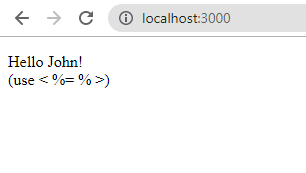 localhost:3000
Hello John!
(use < %= % >)